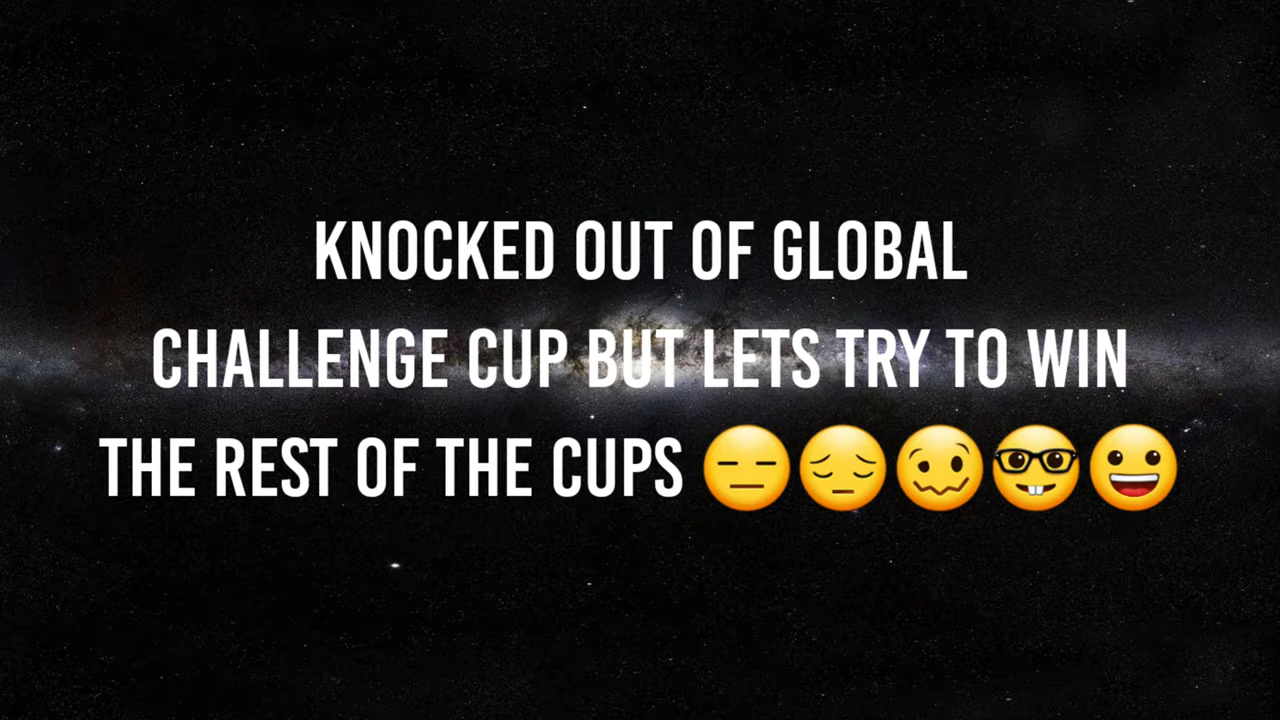 KNOCKED OUT OF GLOBAL
CHALLENGE CUP BUT LETS TRY TO WIN
THE REST OF THE CUPS 😑😔🥴🤓😀